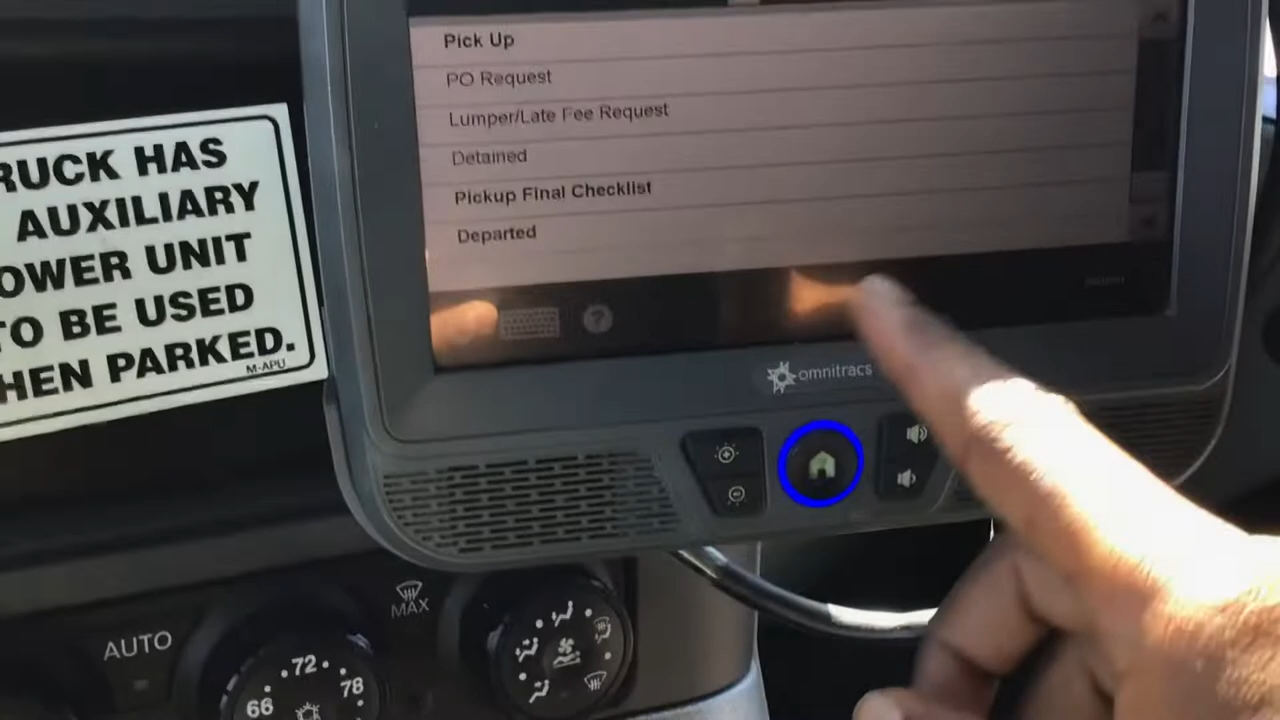 RUCK HAS
AUXILIARY
OWER UNIT
TO BE USED
HEN PARKED.
M-APU
Pick Up
PO Request
Lumper/Late Fee Request
Detained
Pickup Final Checklist
Departed
?
omnitracs
MAX
AUTO
66
72
78